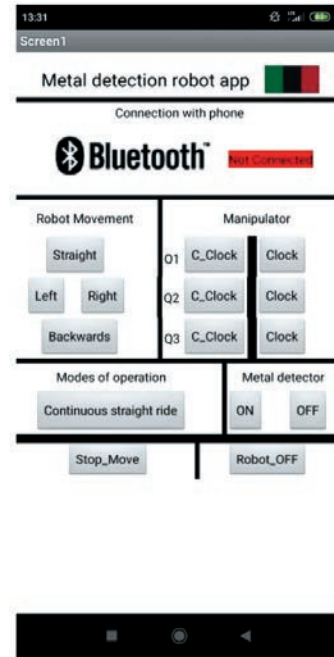 13:31
Screen1
Metal detection robot app
Connection with phone
Bluetooth™
Not Connected
Robot Movement
Straight
Left Right
Backwards
Manipulator
Q1 C_Clock Clock
Q2 C_Clock Clock
Q3 C_Clock Clock
Modes of operation
Continuous straight ride
Metal detector
ON OFF
Stop_Move
Robot_OFF